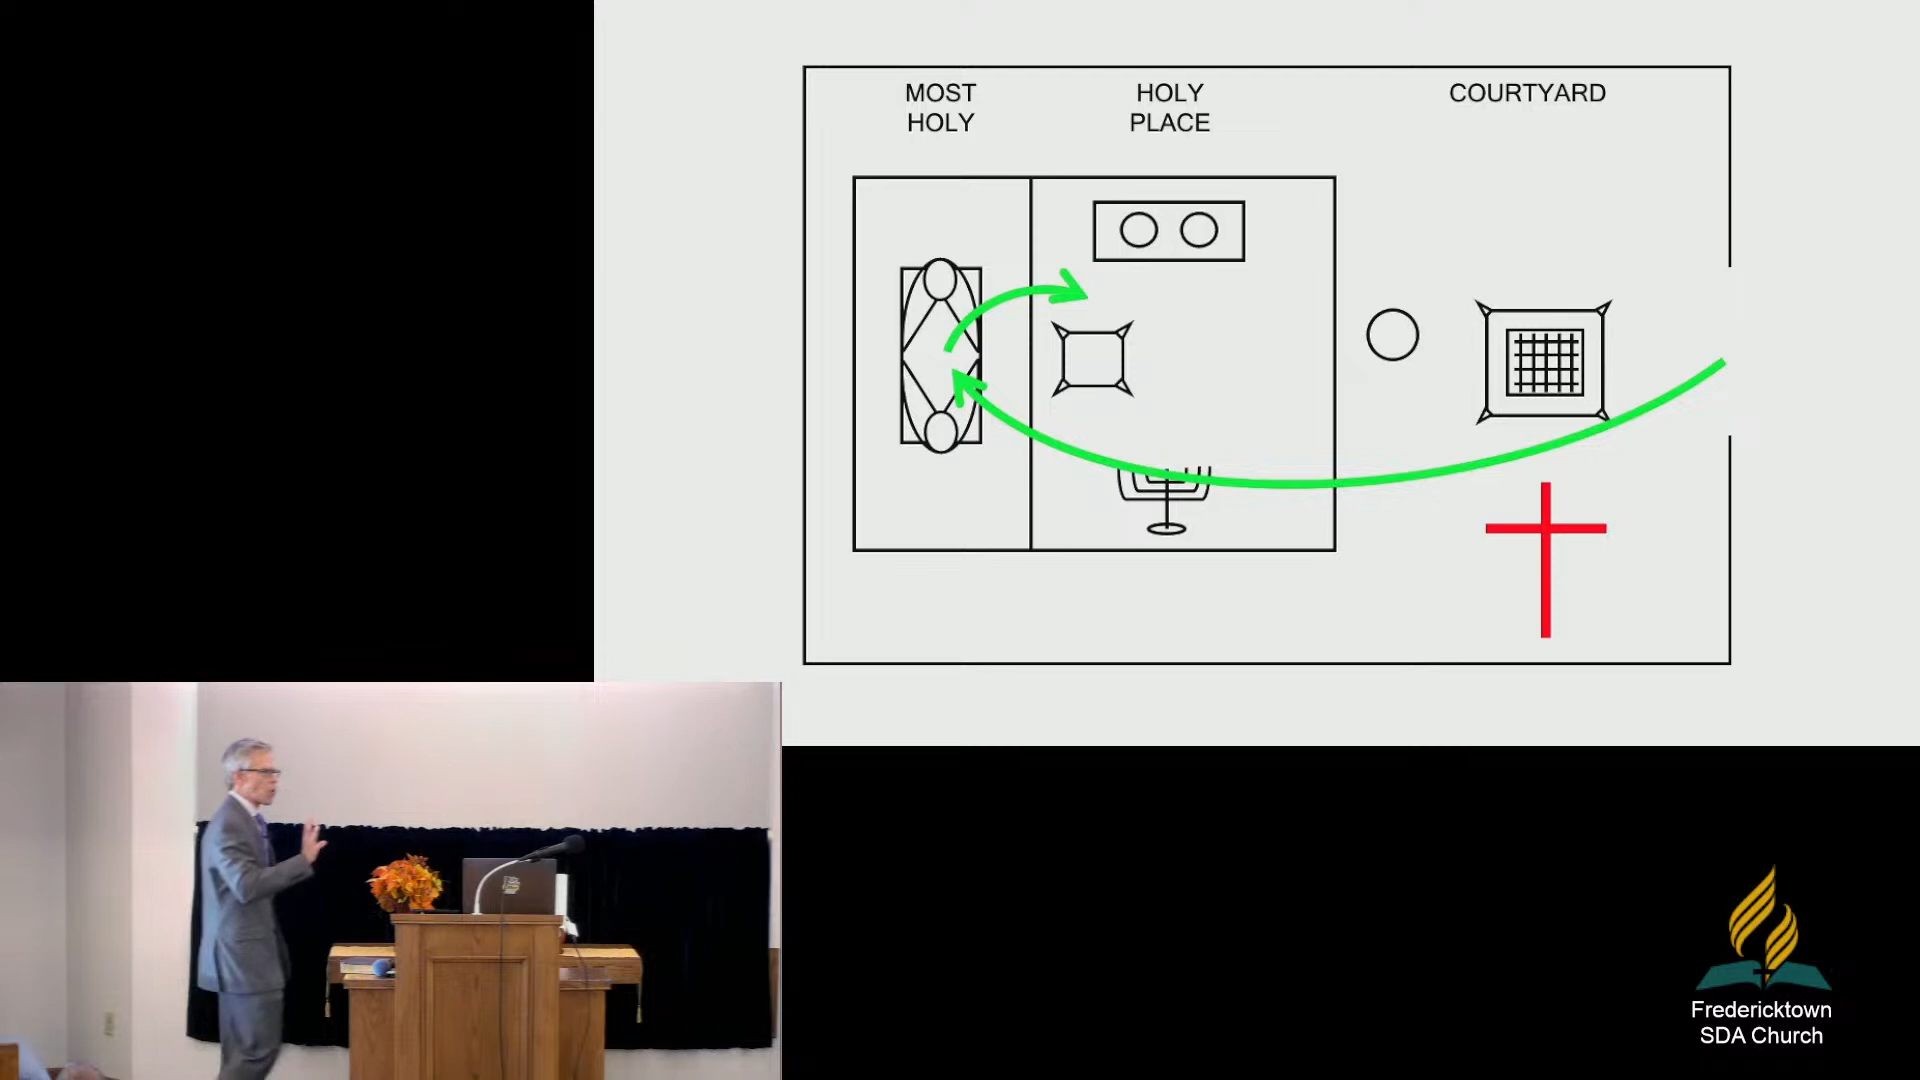 MOST
HOLY
HOLY
PLACE
COURTYARD
Fredericktown
SDA Church